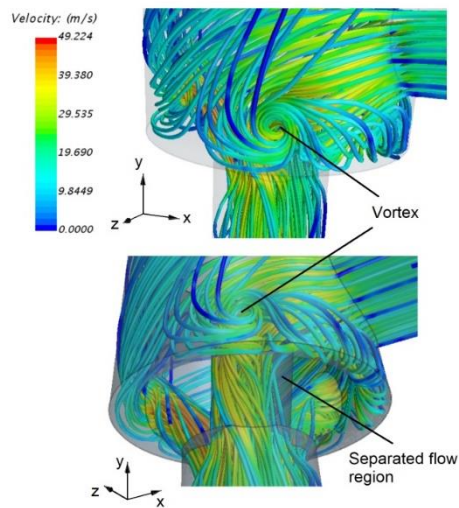 Velocity: (m/s)
49.224
39.380
29.535
19.690
9.8449
0.0000
y
z
x
Vortex
y
z
x
Separated flow
region